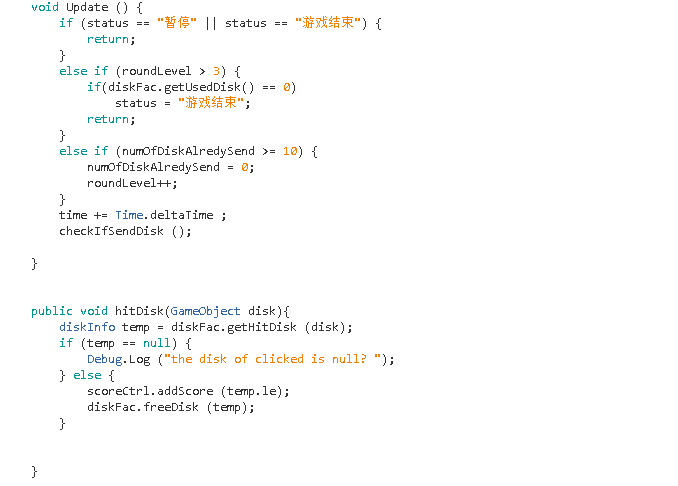 void Update () {
if (status == "暂停" || status == "游戏结束") {
return;
}
else if (roundLevel > 3) {
if(diskFac.getUsedDisk() == 0)
status = "游戏结束";
return;
}
else if (numOfDiskAlredySend >= 10) {
numOfDiskAlredySend = 0;
roundLevel++;
}
time += Time.deltaTime ;
checkIfSendDisk ();
}
public void hitDisk(GameObject disk){
diskInfo temp = diskFac.getHitDisk (disk);
if (temp == null) {
Debug.Log ("the disk of clicked is null? ");
} else {
scoreCtrl.addScore (temp.le);
diskFac.freeDisk (temp);
}
}